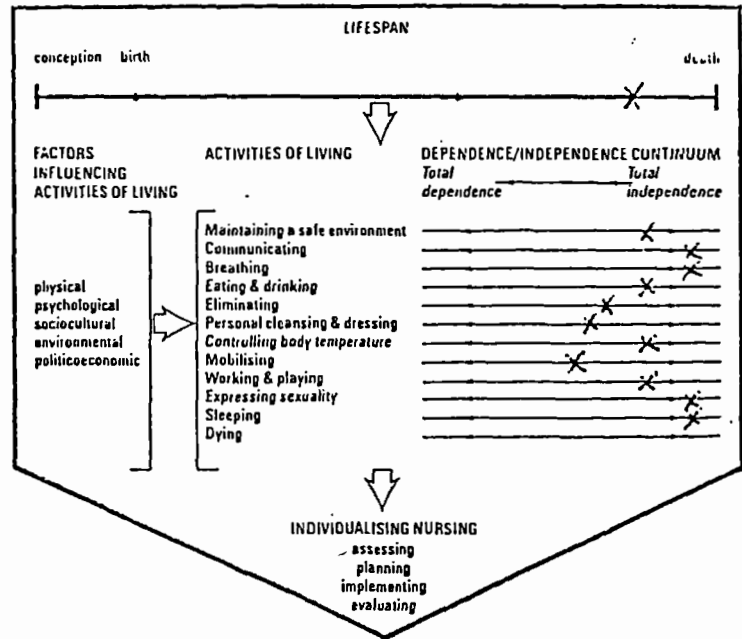 LIFESPAN
conception birth death
FACTORS INFLUENCING ACTIVITIES OF LIVING
physical
psychological
sociocultural
environmental
politicoeconomic
ACTIVITIES OF LIVING
Maintaining a safe environment
Communicating
Breathing
Eating & drinking
Eliminating
Personal cleansing & dressing
Controlling body temperature
Mobilising
Working & playing
Expressing sexuality
Sleeping
Dying
DEPENDENCE/INDEPENDENCE CONTINUUM
Total dependence
Total independence
INDIVIDUALISING NURSING
assessing
planning
implementing
evaluating